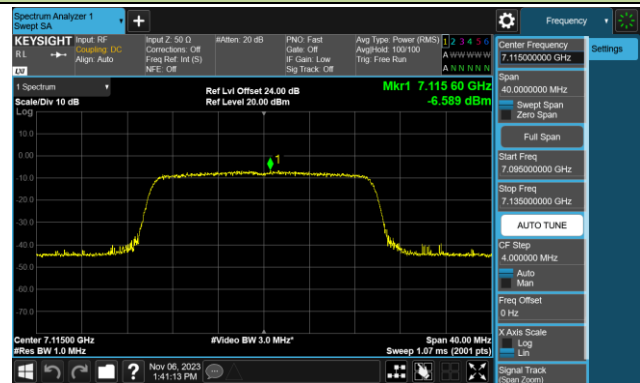 Spectrum Analyzer 1
Swept SA
+
Frequency
KEYSIGHT
Input: RF
Input Z: 50 Ω
#Atten: 20 dB
PNO: Fast
Avg Type: Power (RMS)
1 2 3 4 5 6
RL
Coupling: DC
Corrections: Off
Gate: Off
Avg|Hold: 100/100
A WW WW W
Align: Auto
Freq Ref: Int (S)
IF Gain: Low
Trig: Free Run
NFE: Off
Sig Track: Off
A N N N N N
LXI
1 Spectrum
Ref Lvl Offset 24.00 dB
Mkr1 7.115 60 GHz
Scale/Div 10 dB
Ref Level 20.00 dBm
-6.589 dBm
Log
10.0
0.00
1
-10.0
-20.0
-30.0
-40.0
-50.0
-60.0
-70.0
Center 7.11500 GHz
#Video BW 3.0 MHz*
Span 40.00 MHz
#Res BW 1.0 MHz
Sweep 1.07 ms (2001 pts)
Nov 06, 2023
1:41:13 PM
?
Center Frequency
7.115000000 GHz
Settings
Span
40.0000000 MHz
Swept Span
Zero Span
Full Span
Start Freq
7.095000000 GHz
Stop Freq
7.135000000 GHz
AUTO TUNE
CF Step
4.000000 MHz
Auto
Man
Freq Offset
0 Hz
X Axis Scale
Log
Lin
Signal Track
(Span Zoom)